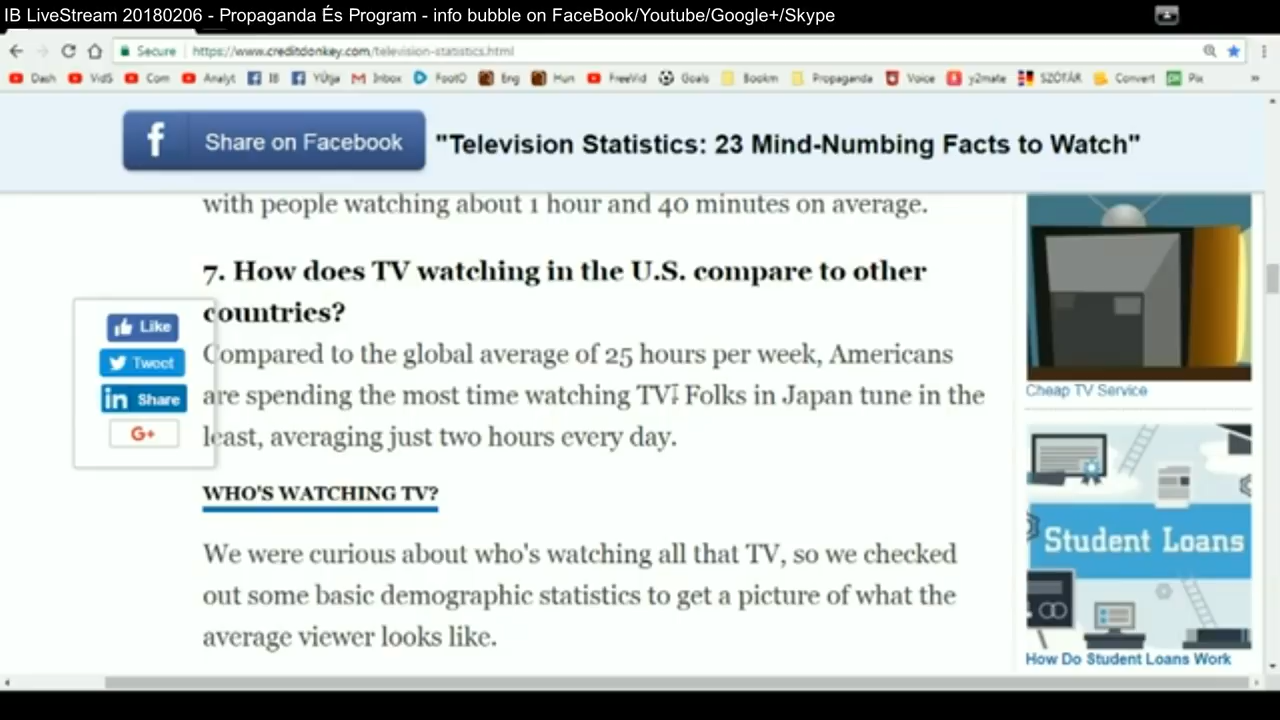 IB LiveStream 20180206 - Propaganda És Program - info bubble on FaceBook/Youtube/Google+/Skype
Secure https://www.creditdonkey.com/television-statistics.html
Dash VidS Com Analyt IB YÚtja Inbox FootO Eng Hun FreeVid Goals Bookm Propaganda Voice y2mate SZÓTÁR Convert Pix »
f Share on Facebook "Television Statistics: 23 Mind-Numbing Facts to Watch"
with people watching about 1 hour and 40 minutes on average.
7. How does TV watching in the U.S. compare to other
countries?
Like
Tweet
in Share
G+
Compared to the global average of 25 hours per week, Americans
are spending the most time watching TV. Folks in Japan tune in the
least, averaging just two hours every day.
WHO'S WATCHING TV?
We were curious about who's watching all that TV, so we checked
out some basic demographic statistics to get a picture of what the
average viewer looks like.
Cheap TV Service
Student Loans
How Do Student Loans Work